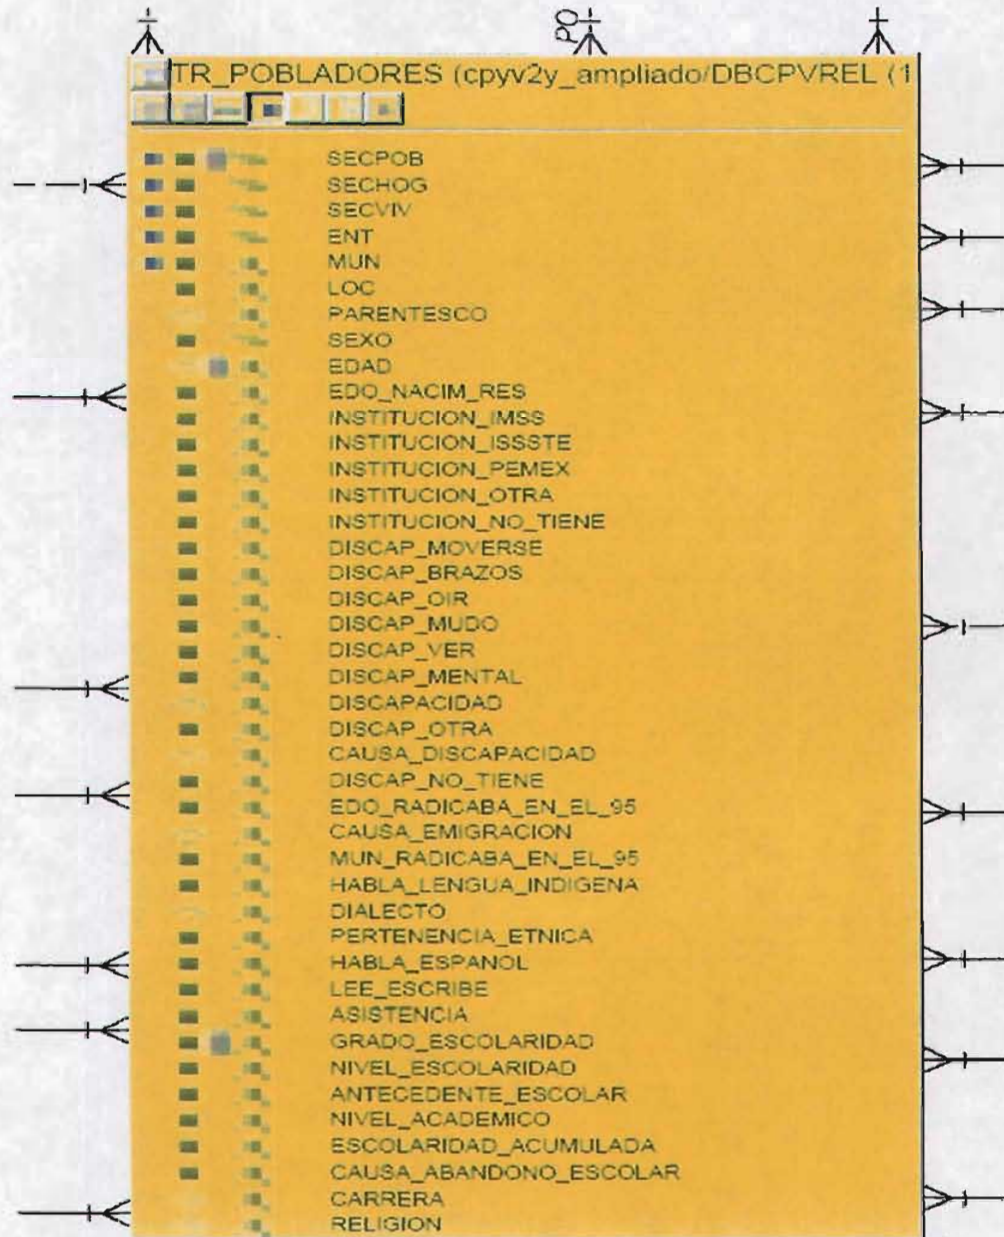 PO
TR_POBLADORES (cpyv2y_ampliado/DBCPVREL (1
SECPOB
SECHOG
SECVIV
ENT
MUN
LOC
PARENTESCO
SEXO
EDAD
EDO_NACIM_RES
INSTITUCION_IMSS
INSTITUCION_ISSSTE
INSTITUCION_PEMEX
INSTITUCION_OTRA
INSTITUCION_NO_TIENE
DISCAP_MOVERSE
DISCAP_BRAZOS
DISCAP_OIR
DISCAP_MUDO
DISCAP_VER
DISCAP_MENTAL
DISCAPACIDAD
DISCAP_OTRA
CAUSA_DISCAPACIDAD
DISCAP_NO_TIENE
EDO_RADICABA_EN_EL_95
CAUSA_EMIGRACION
MUN_RADICABA_EN_EL_95
HABLA_LENGUA_INDIGENA
DIALECTO
PERTENENCIA_ETNICA
HABLA_ESPANOL
LEE_ESCRIBE
ASISTENCIA
GRADO_ESCOLARIDAD
NIVEL_ESCOLARIDAD
ANTECEDENTE_ESCOLAR
NIVEL_ACADEMICO
ESCOLARIDAD_ACUMULADA
CAUSA_ABANDONO_ESCOLAR
CARRERA
RELIGION